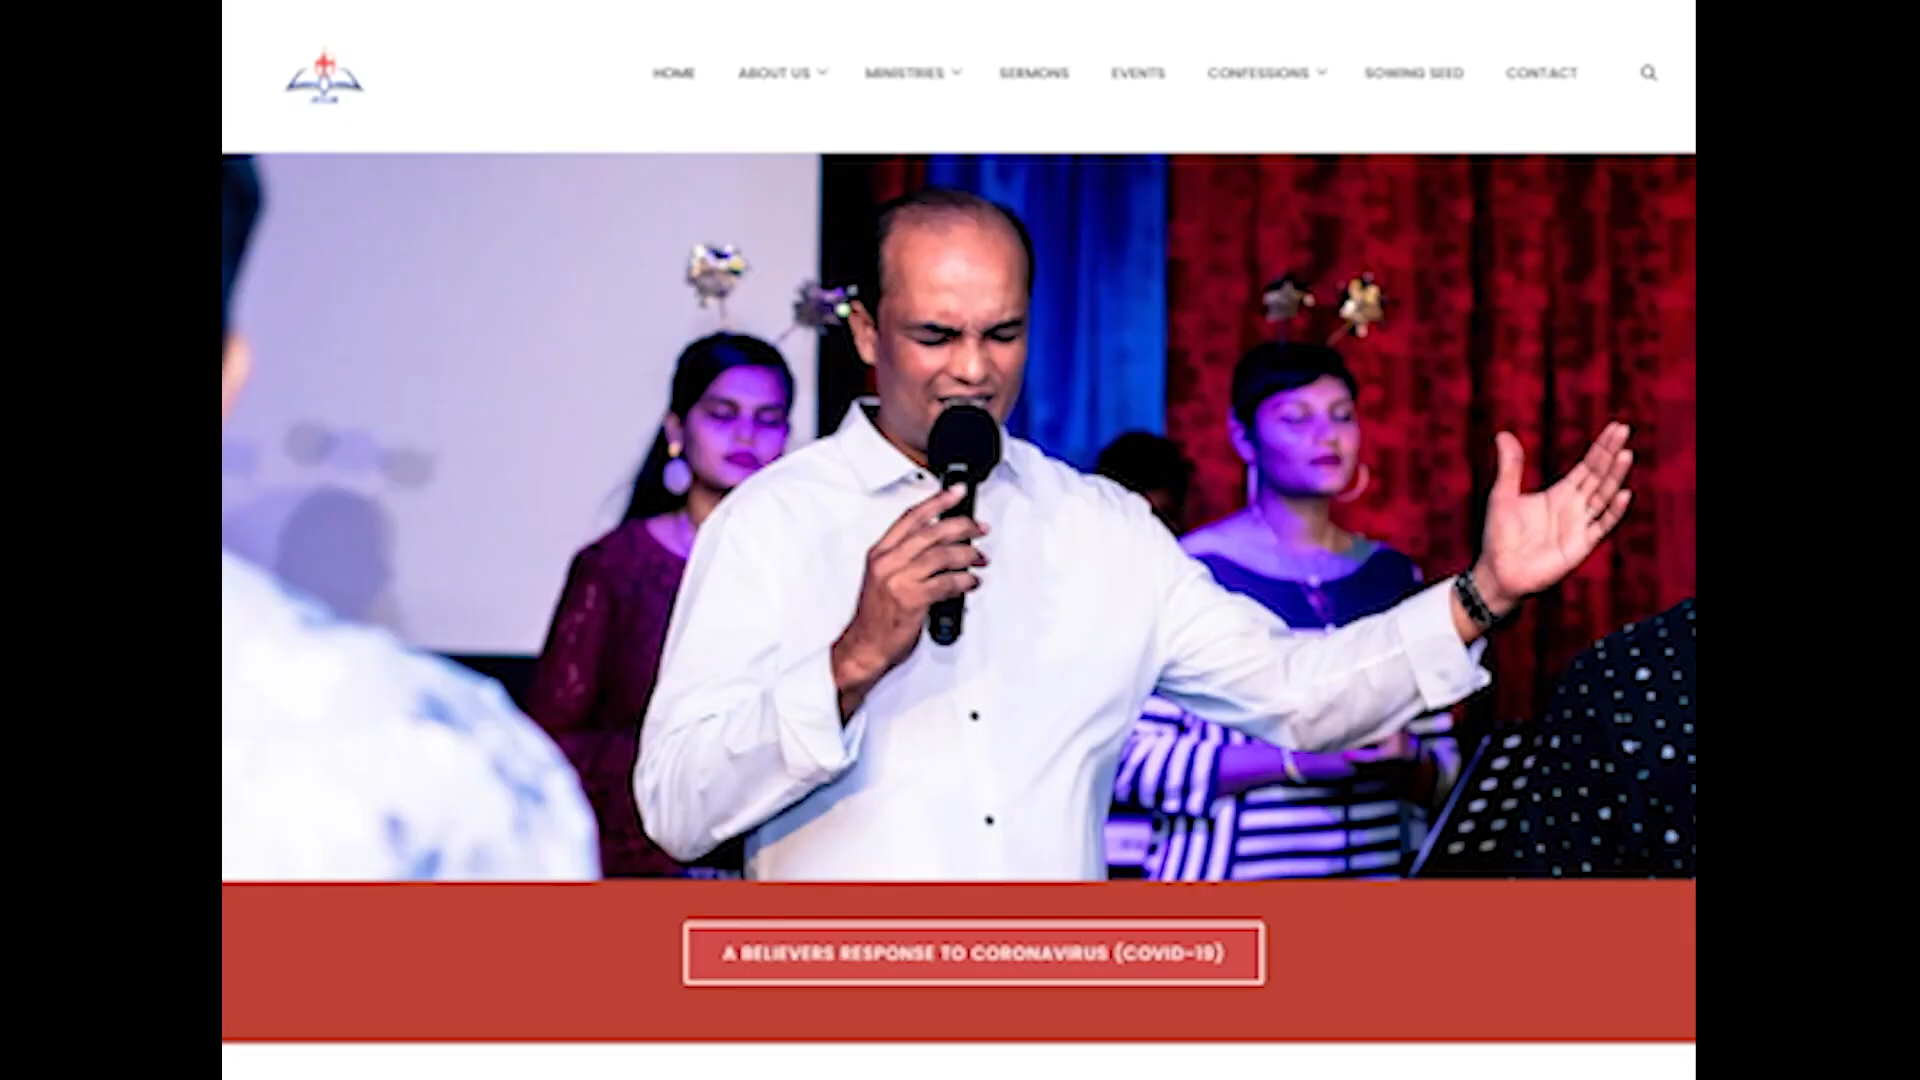 HOME ABOUT US MINISTRIES SERMONS EVENTS CONFESSIONS SOWING SEED CONTACT
A BELIEVERS RESPONSE TO CORONAVIRUS (COVID-19)